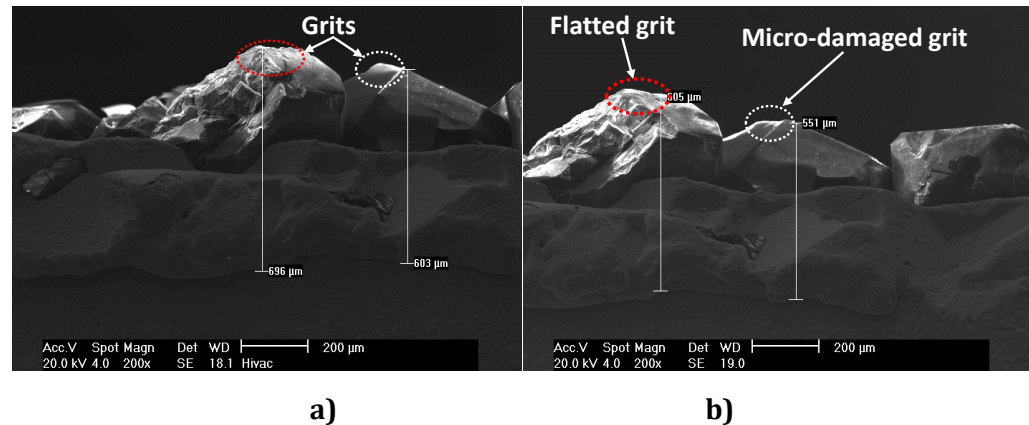 Grits
696 µm
603 µm
Acc.V Spot Magn Det WD 200 µm
20.0 kV 4.0 200x SE 18.1 Hivac
a)
Flatted grit
Micro-damaged grit
605 µm
551 µm
Acc.V Spot Magn Det WD 200 µm
20.0 kV 4.0 200x SE 19.0
b)